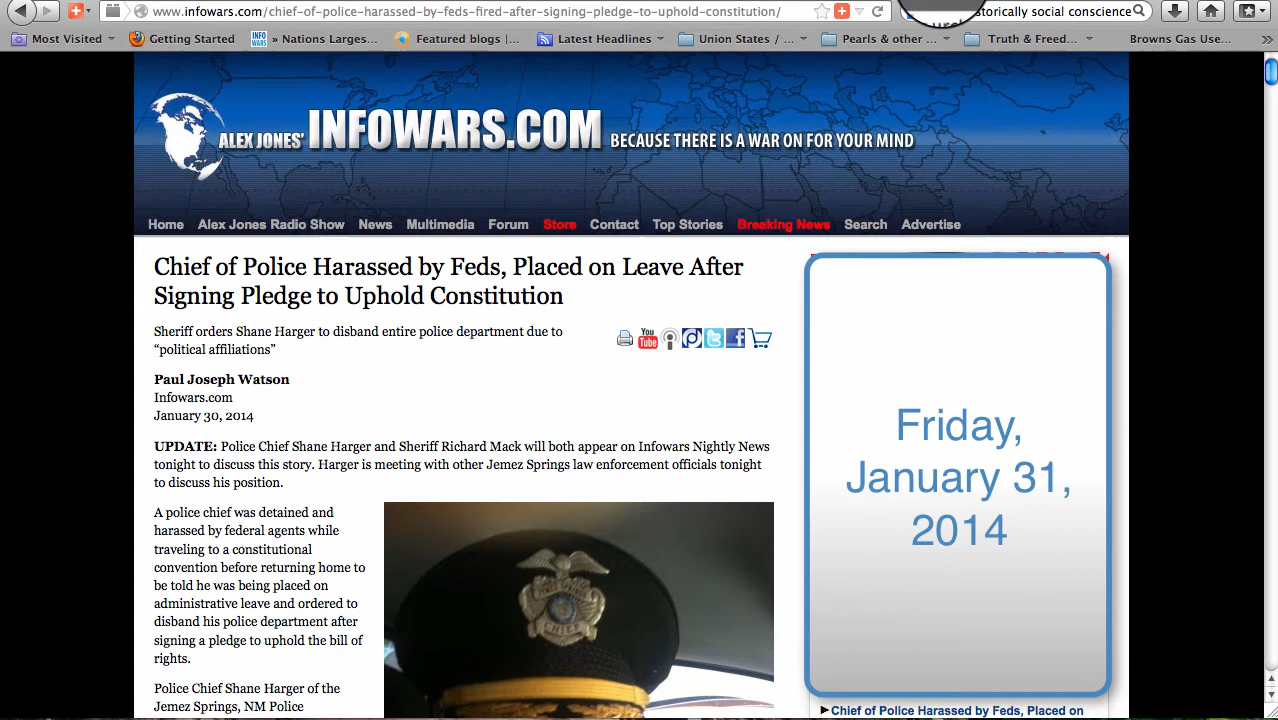 www.infowars.com/chief-of-police-harassed-by-feds-fired-after-signing-pledge-to-uphold-constitution/
torically social conscience
Most Visited
Getting Started
INFO WARS
» Nations Larges...
Featured blogs |...
Latest Headlines
Union States / ...
Pearls & other ...
Truth & Freed...
Browns Gas Use...
ALEX JONES' INFOWARS.COM BECAUSE THERE IS A WAR ON FOR YOUR MIND
Home Alex Jones Radio Show News Multimedia Forum Store Contact Top Stories Breaking News Search Advertise
Chief of Police Harassed by Feds, Placed on Leave After
Signing Pledge to Uphold Constitution
Sheriff orders Shane Harger to disband entire police department due to
“political affiliations”
You Tube
Paul Joseph Watson
Infowars.com
January 30, 2014
UPDATE: Police Chief Shane Harger and Sheriff Richard Mack will both appear on Infowars Nightly News
tonight to discuss this story. Harger is meeting with other Jemez Springs law enforcement officials tonight
to discuss his position.
A police chief was detained and
harassed by federal agents while
traveling to a constitutional
convention before returning home to
be told he was being placed on
administrative leave and ordered to
disband his police department after
signing a pledge to uphold the bill of
rights.
Police Chief Shane Harger of the
Jemez Springs, NM Police
CHIEF
Friday,
January 31,
2014
Chief of Police Harassed by Feds, Placed on